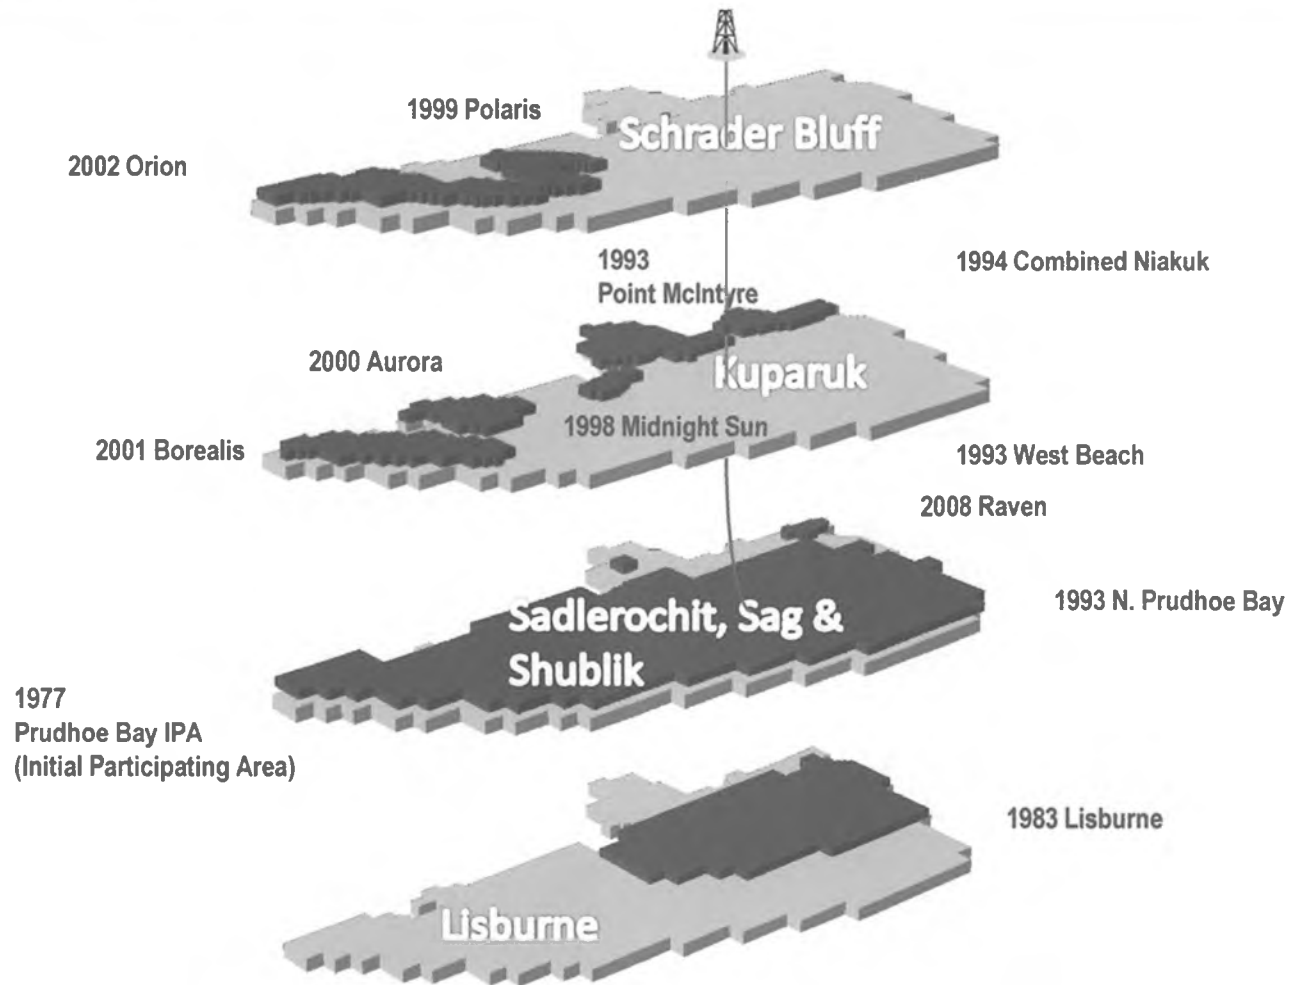 1999 Polaris
Schrader Bluff
2002 Orion
1993
Point McIntyre
1994 Combined Niakuk
2000 Aurora
Kuparuk
1998 Midnight Sun
2001 Borealis
1993 West Beach
2008 Raven
1993 N. Prudhoe Bay
Sadlerochit, Sag &
Shublik
1977
Prudhoe Bay IPA
(Initial Participating Area)
1983 Lisburne
Lisburne